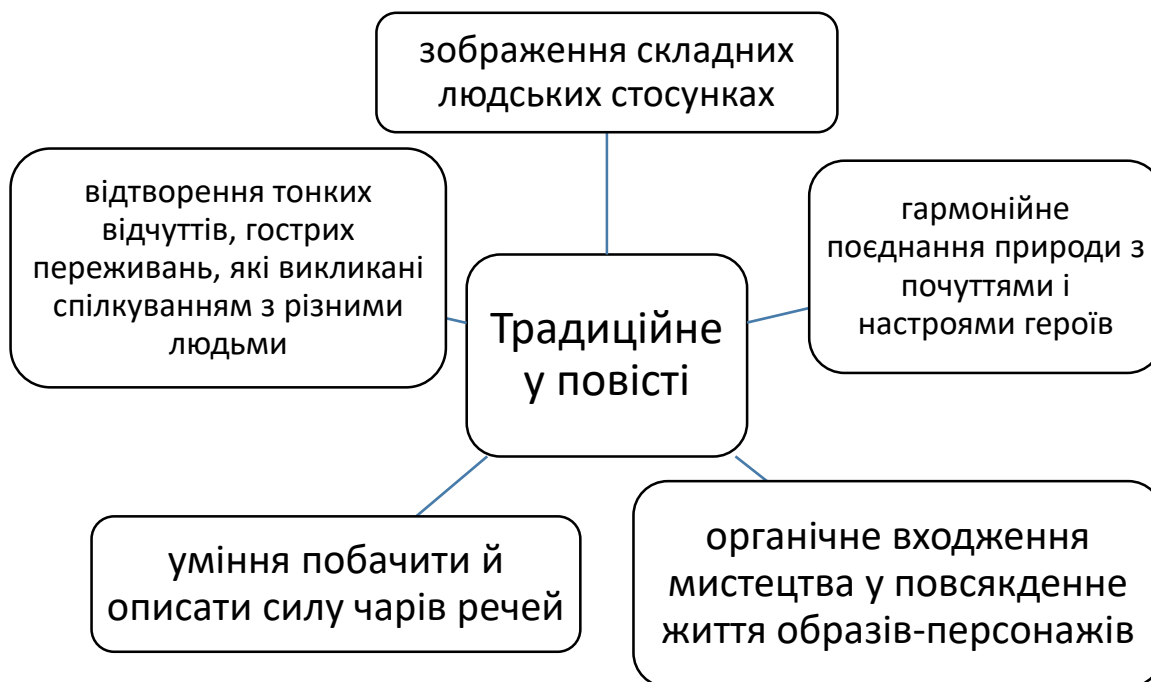 зображення складних
людських стосунках
відтворення тонких
відчуттів, гострих
переживань, які викликані
спілкуванням з різними
людьми
гармонійне
поєднання природи з
почуттями і
настроями героїв
Традиційне
у повісті
уміння побачити й
описати силу чарів речей
органічне входження
мистецтва у повсякденне
життя образів-персонажів